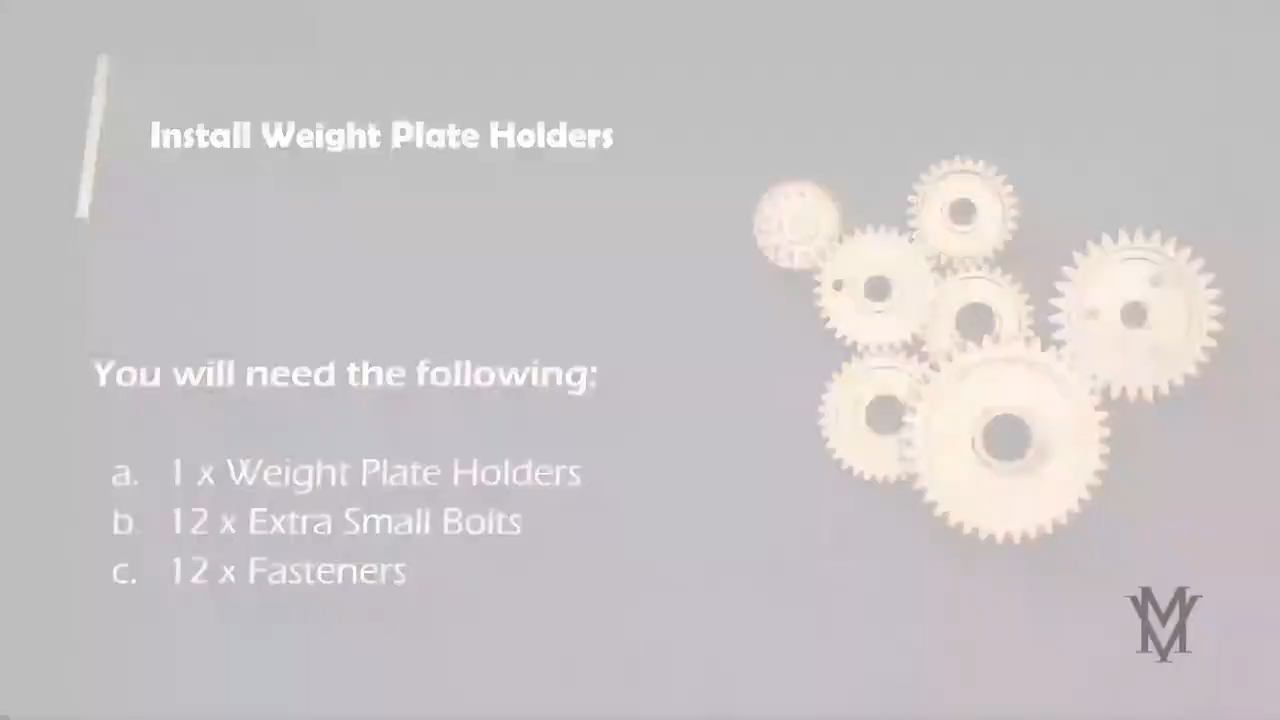 Install Weight Plate Holders
You will need the following:
a. 1 x Weight Plate Holders
b. 12 x Extra Small Bolts
c. 12 x Fasteners